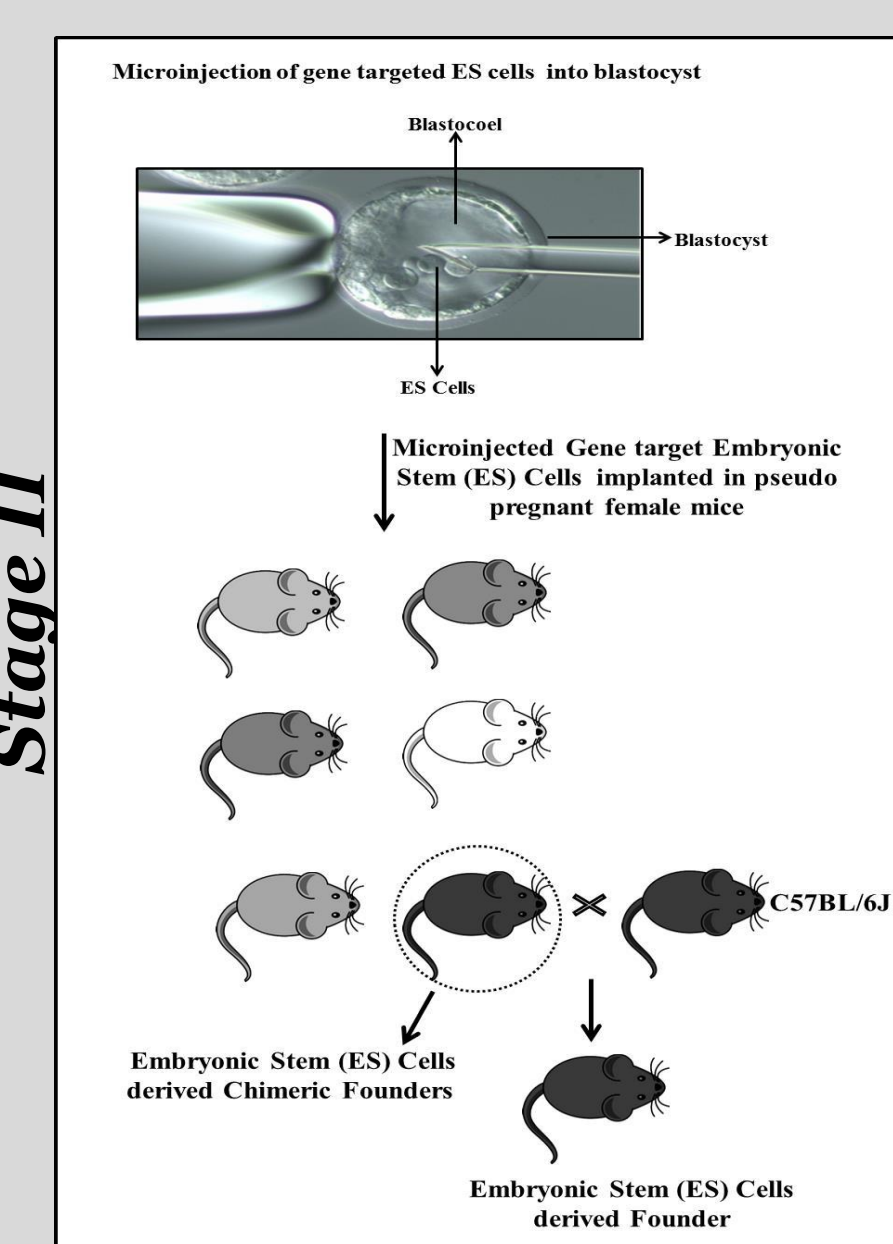 Stage II
Microinjection of gene targeted ES cells into blastocyst
Blastocoel
Blastocyst
ES Cells
Microinjected Gene target Embryonic
Stem (ES) Cells implanted in pseudo
pregnant female mice
C57BL/6J
Embryonic Stem (ES) Cells
derived Chimeric Founders
Embryonic Stem (ES) Cells
derived Founder